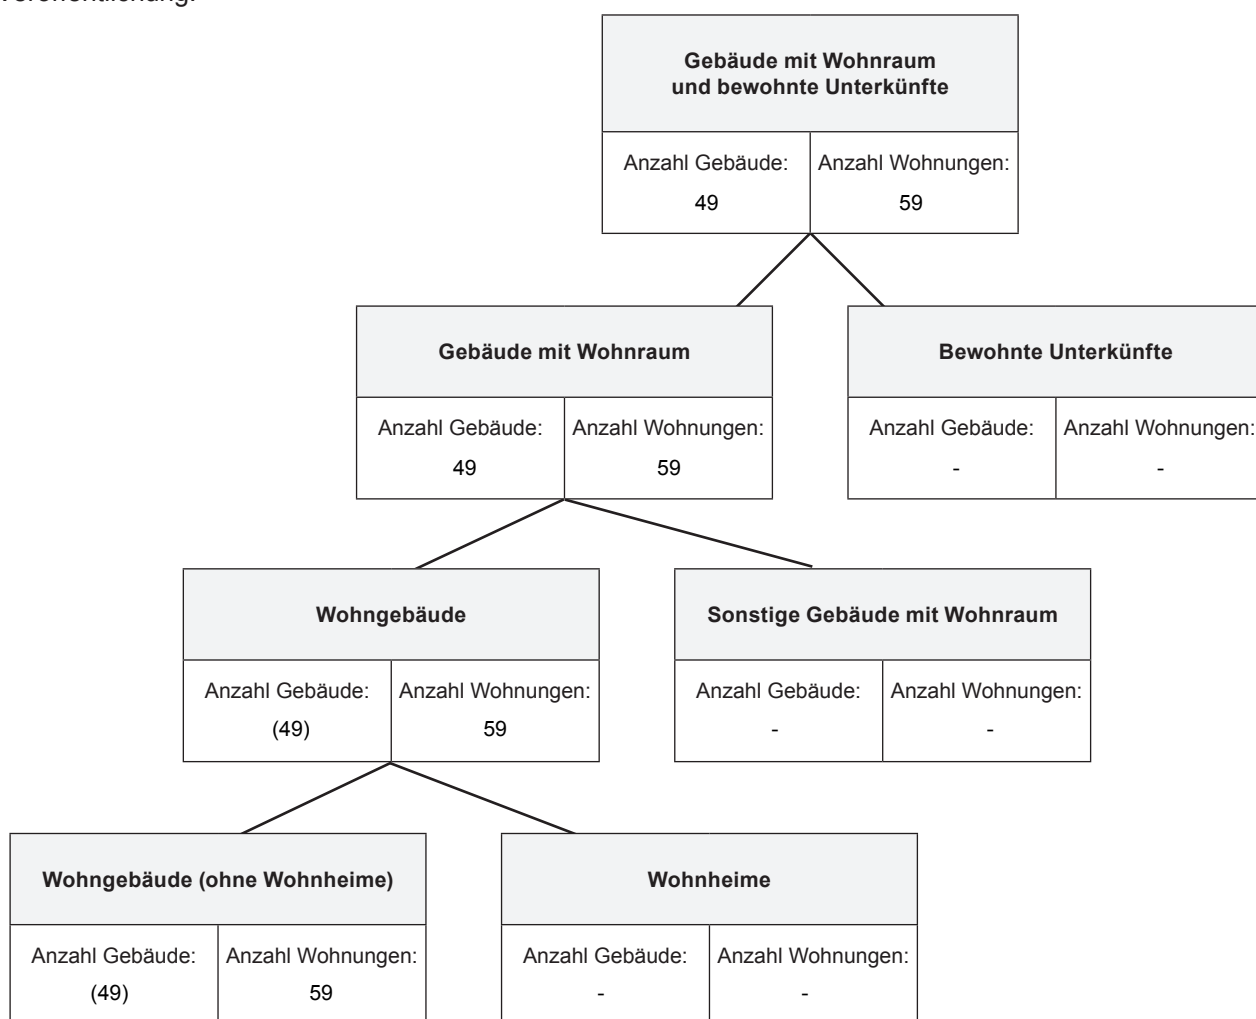 Veröffentlichung.
Gebäude mit Wohnraum
und bewohnte Unterkünfte
Anzahl Gebäude: Anzahl Wohnungen:
49 59
Gebäude mit Wohnraum
Anzahl Gebäude: Anzahl Wohnungen:
49 59
Bewohnte Unterkünfte
Anzahl Gebäude: Anzahl Wohnungen:
- -
Wohngebäude
Anzahl Gebäude: Anzahl Wohnungen:
(49) 59
Sonstige Gebäude mit Wohnraum
Anzahl Gebäude: Anzahl Wohnungen:
- -
Wohngebäude (ohne Wohnheime)
Anzahl Gebäude: Anzahl Wohnungen:
(49) 59
Wohnheime
Anzahl Gebäude: Anzahl Wohnungen:
- -